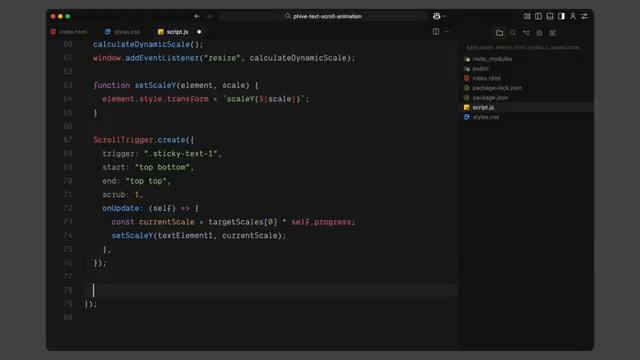 phive-text-scroll-animation
index.html
styles.css
script.js
EXPLORER: PHIVE-TEXT-SCROLL-ANIMATION
node_modules
public
index.html
package-lock.json
package.json
script.js
styles.css
60 calculateDynamicScale();
61 window.addEventListener("resize", calculateDynamicScale);
62
63 function setScaleY(element, scale) {
64 element.style.transform = `scaleY(${scale})`;
65 }
66
67 ScrollTrigger.create({
68 trigger: ".sticky-text-1",
69 start: "top bottom",
70 end: "top top",
71 scrub: 1,
72 onUpdate: (self) => {
73 const currentScale = targetScales[0] * self.progress;
74 setScaleY(textElement1, currentScale);
75 },
76 });
77
78
79 });
80